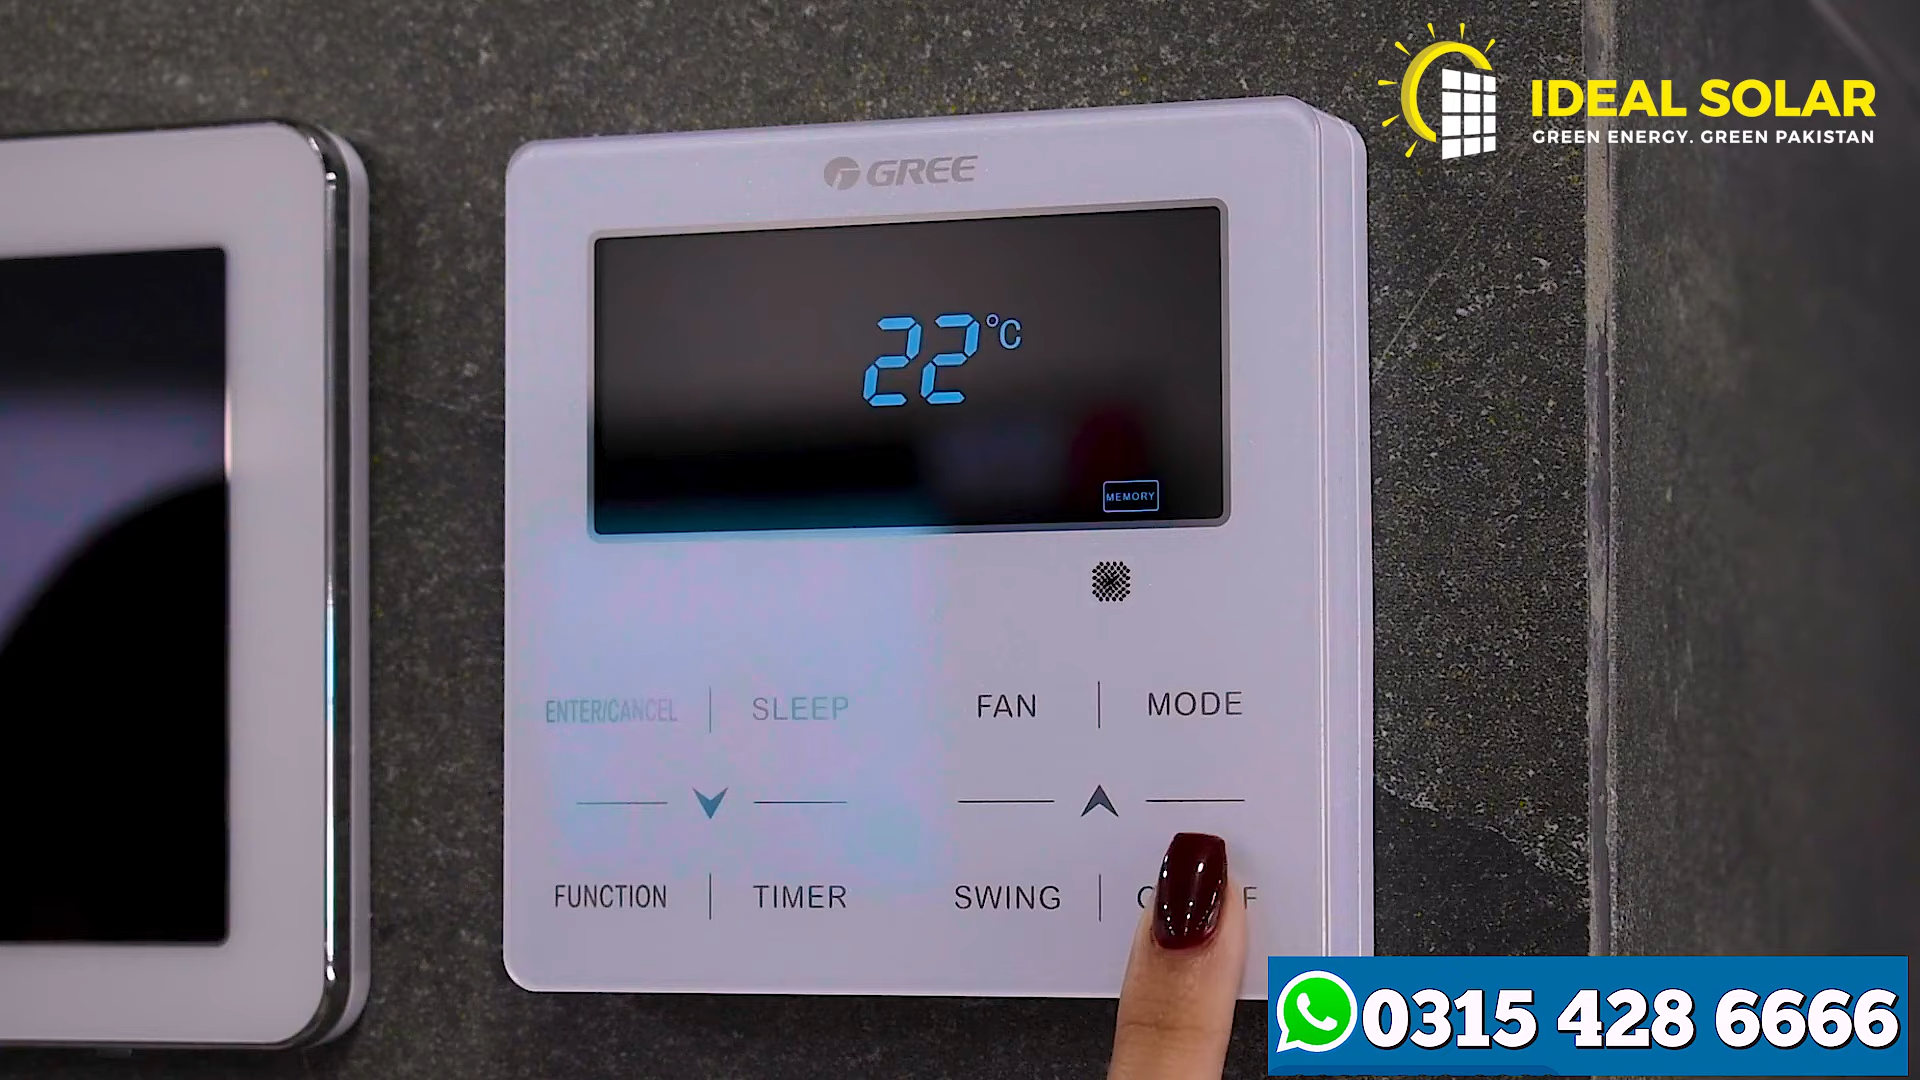 IDEAL SOLAR
GREEN ENERGY. GREEN PAKISTAN
GREE
22°C
MEMORY
ENTER/CANCEL SLEEP FAN MODE
FUNCTION TIMER SWING
0315 428 6666